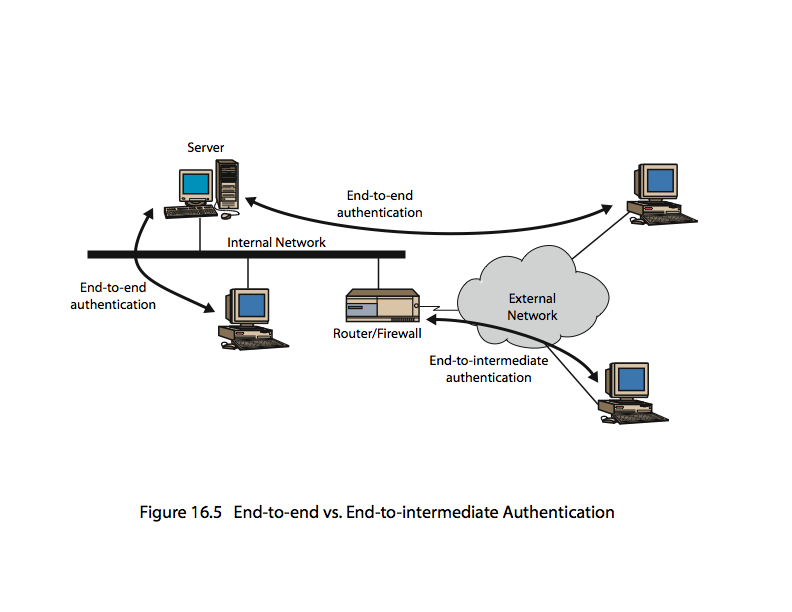 Server
End-to-end
authentication
Internal Network
End-to-end
authentication
External
Network
Router/Firewall
End-to-intermediate
authentication
Figure 16.5 End-to-end vs. End-to-intermediate Authentication